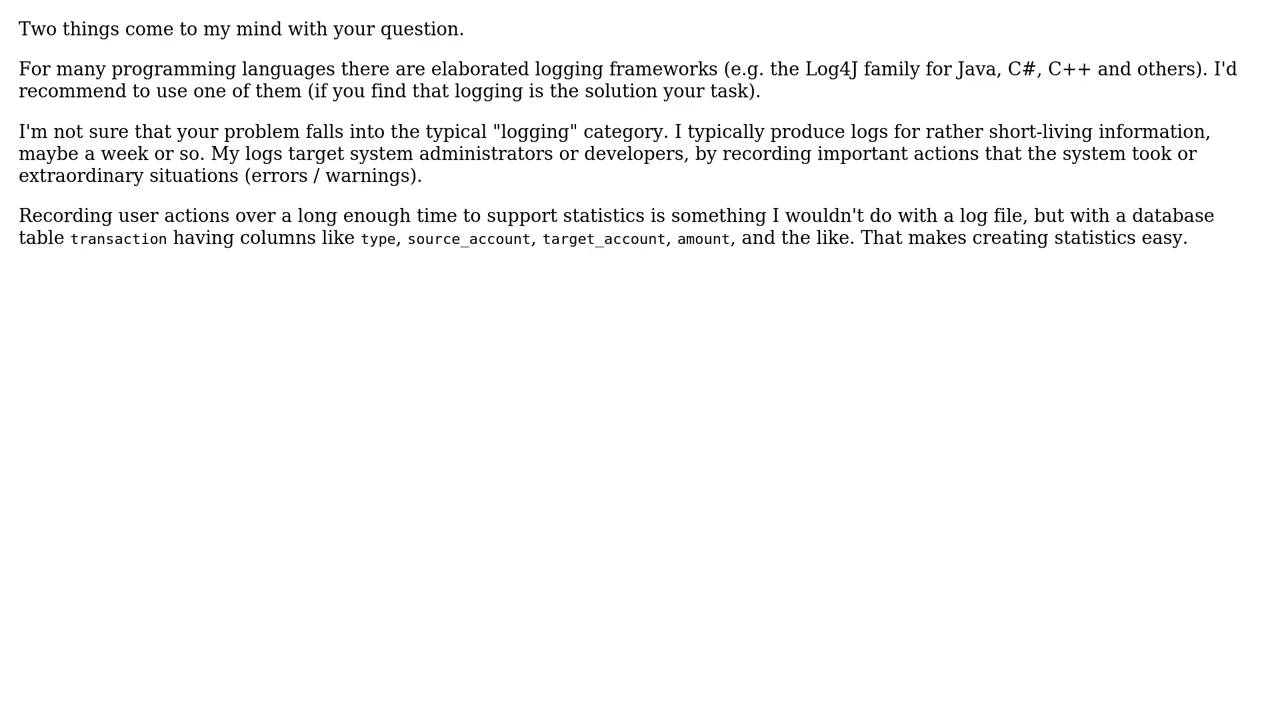 Two things come to my mind with your question.
For many programming languages there are elaborated logging frameworks (e.g. the Log4J family for Java, C#, C++ and others). I'd
recommend to use one of them (if you find that logging is the solution your task).
I'm not sure that your problem falls into the typical "logging" category. I typically produce logs for rather short-living information,
maybe a week or so. My logs target system administrators or developers, by recording important actions that the system took or
extraordinary situations (errors / warnings).
Recording user actions over a long enough time to support statistics is something I wouldn't do with a log file, but with a database
table transaction having columns like type, source_account, target_account, amount, and the like. That makes creating statistics easy.